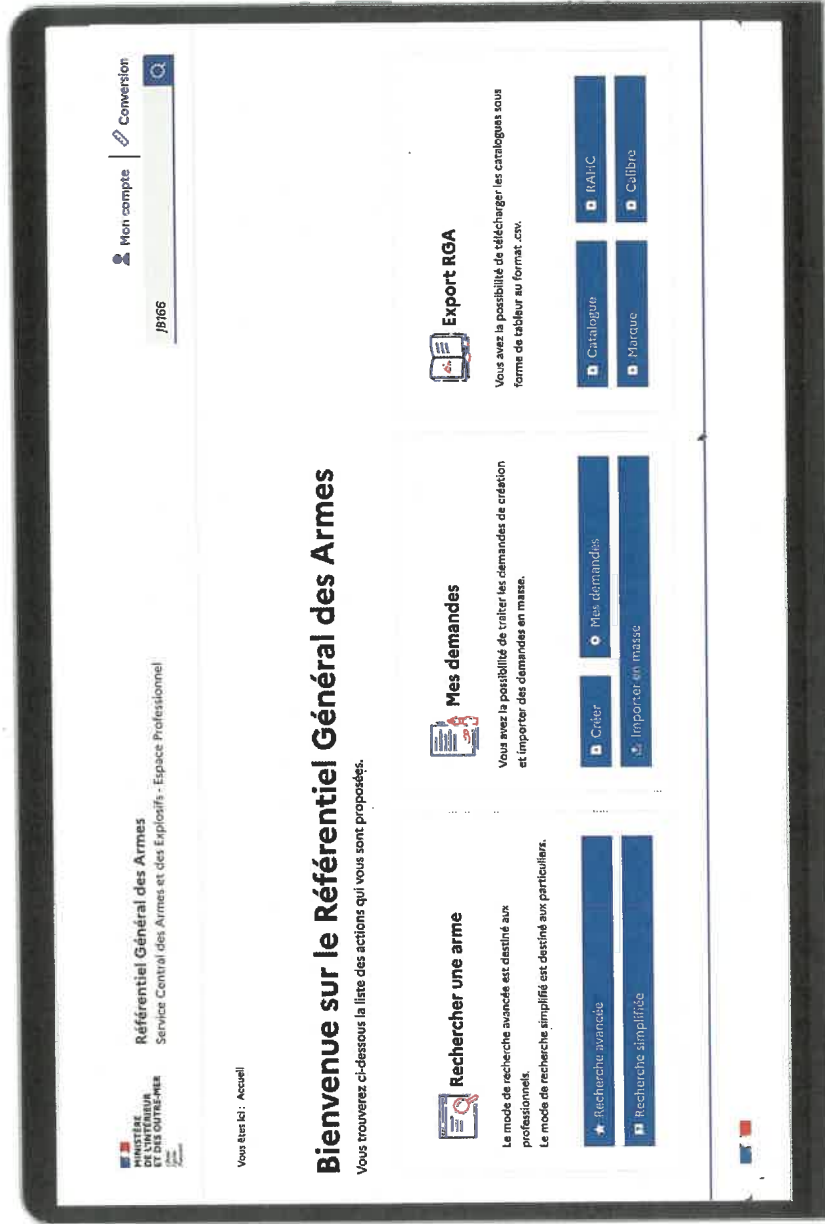 MINISTÈRE
DE L'INTÉRIEUR
ET DES OUTRE-MER
Liberté
Égalité
Fraternité
Référentiel Général des Armes
Service Central des Armes et des Explosifs - Espace Professionnel
Mon compte
Conversion
JB166
Vous êtes ici : Accueil
Bienvenue sur le Référentiel Général des Armes
Vous trouverez ci-dessous la liste des actions qui vous sont proposées.
Rechercher une arme
Le mode de recherche avancée est destiné aux
professionnels.
Le mode de recherche simplifié est destiné aux particuliers.
Recherche avancée
Recherche simplifiée
Mes demandes
Vous avez la possibilité de traiter les demandes de création
et importer des demandes en masse.
Créer
Mes demandes
Importer en masse
Export RGA
Vous avez la possibilité de télécharger les catalogues sous
forme de tableur au format .csv.
Catalogue
RAHC
Marque
Calibre